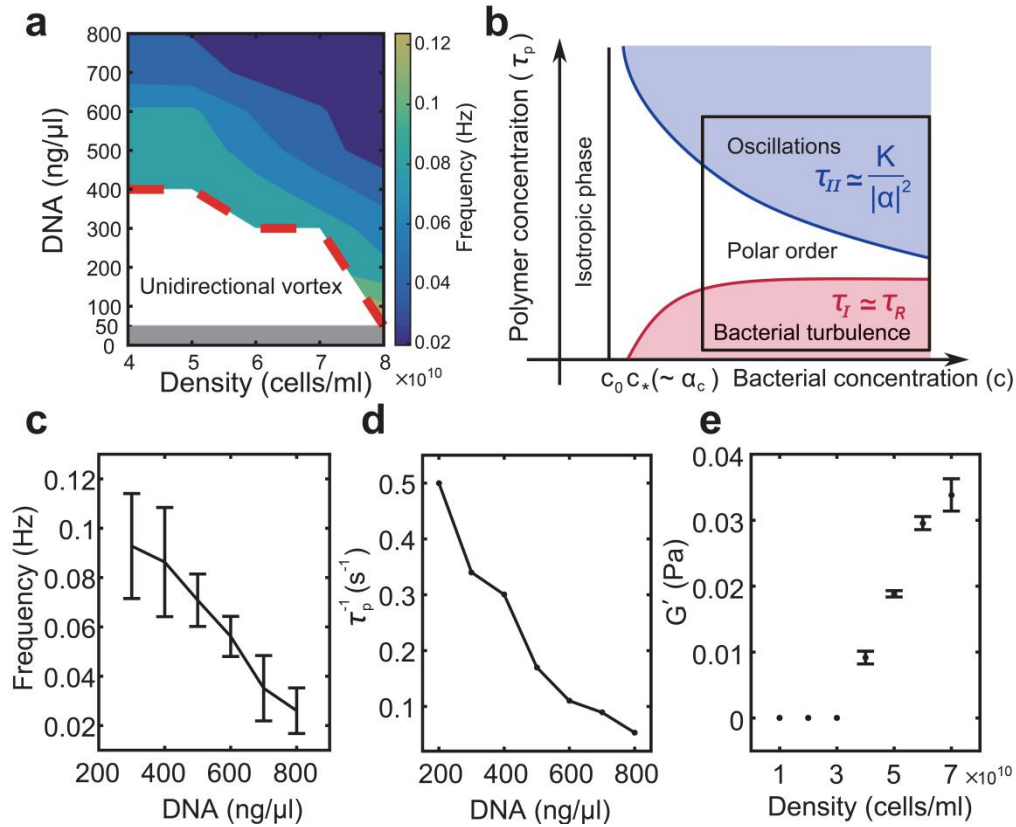 a
800
700
600
500
400
300
200
100
50
0
DNA (ng/µl)
Unidirectional vortex
4 5 6 7 8
×10¹⁰
Density (cells/ml)
0.12
0.1
0.08
0.06
0.04
0.02
Frequency (Hz)
b
Polymer concentraiton (τp)
Isotropic phase
Oscillations
τII ≃ K/|α|²
Polar order
τI ≃ τR
Bacterial turbulence
c₀ c* (~ αc) Bacterial concentration (c)
c
0.12
0.1
0.08
0.06
0.04
0.02
Frequency (Hz)
200 400 600 800
DNA (ng/µl)
d
0.5
0.4
0.3
0.2
0.1
τp⁻¹ (s⁻¹)
200 400 600 800
DNA (ng/µl)
e
0.04
0.03
0.02
0.01
0
G′ (Pa)
1 3 5 7 ×10¹⁰
Density (cells/ml)